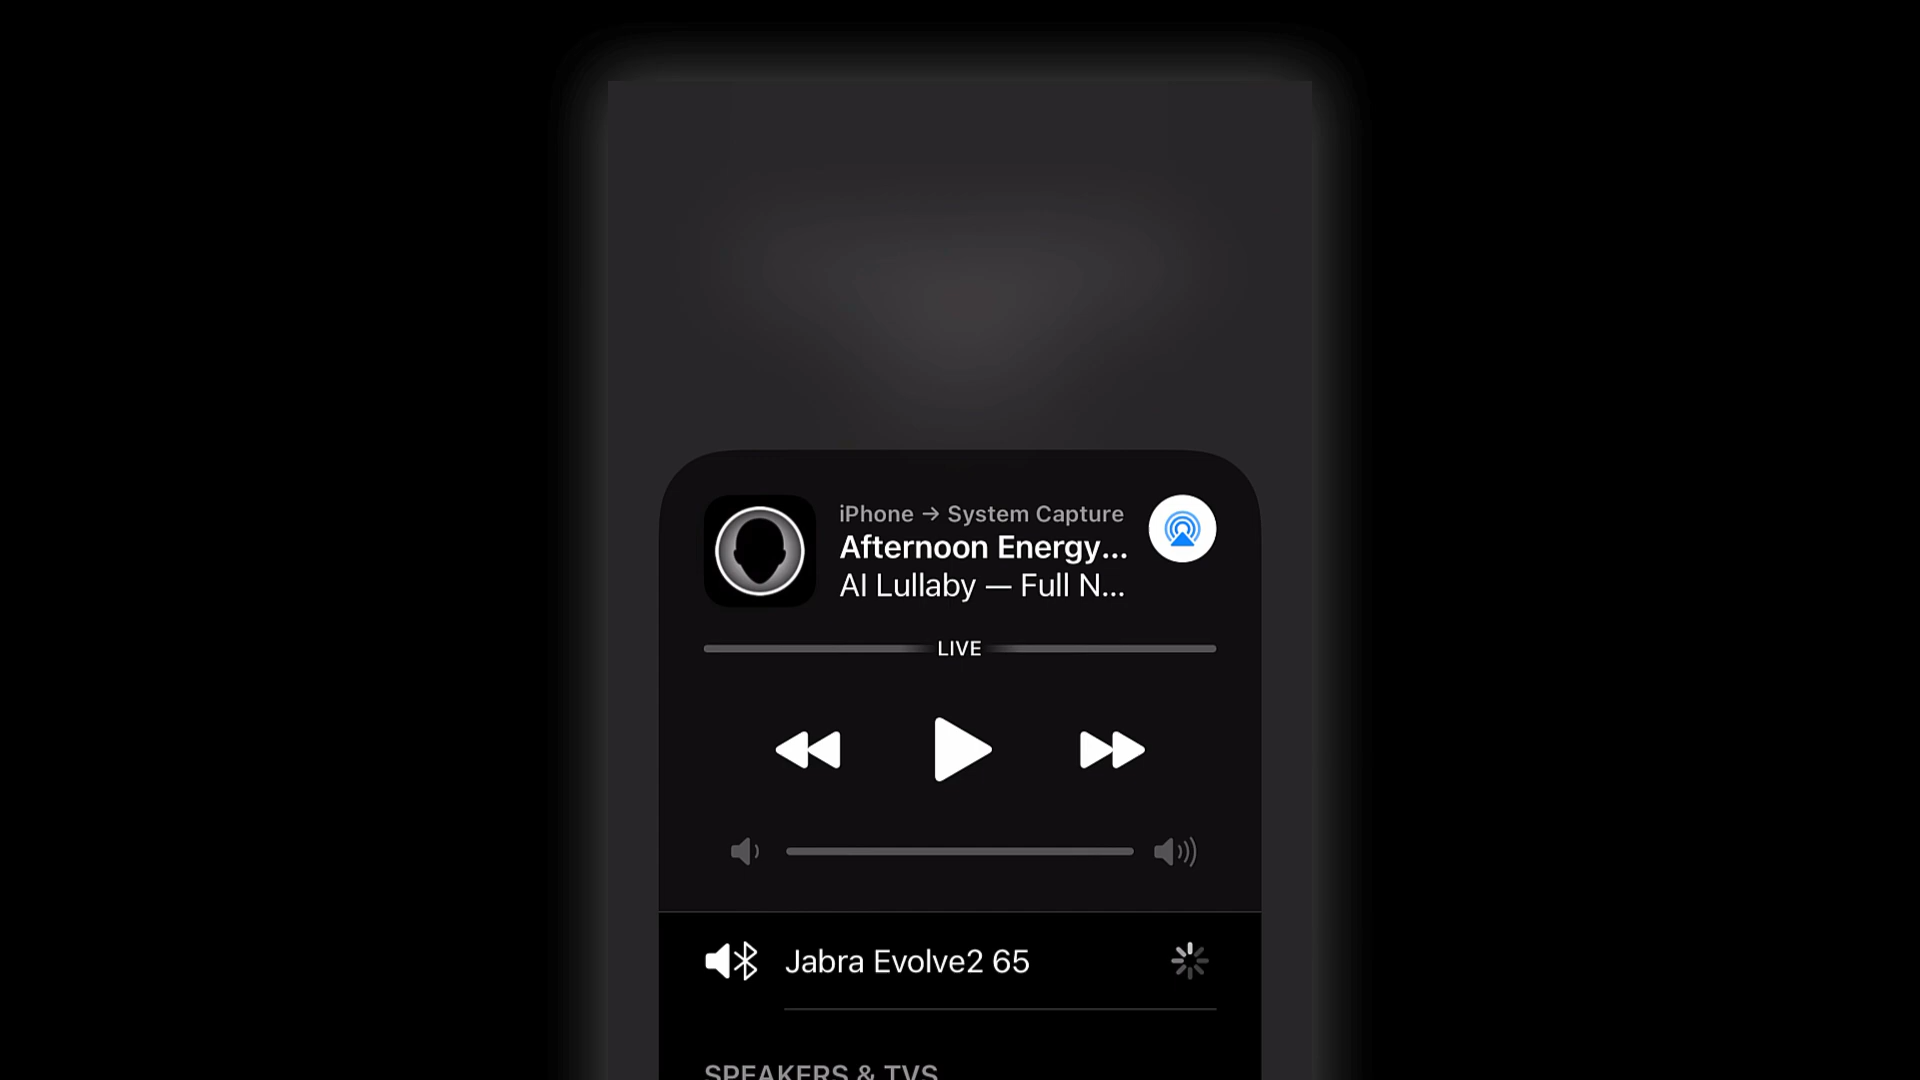 iPhone → System Capture
Afternoon Energy...
AI Lullaby — Full N...
LIVE
Jabra Evolve2 65
SPEAKERS & TVS